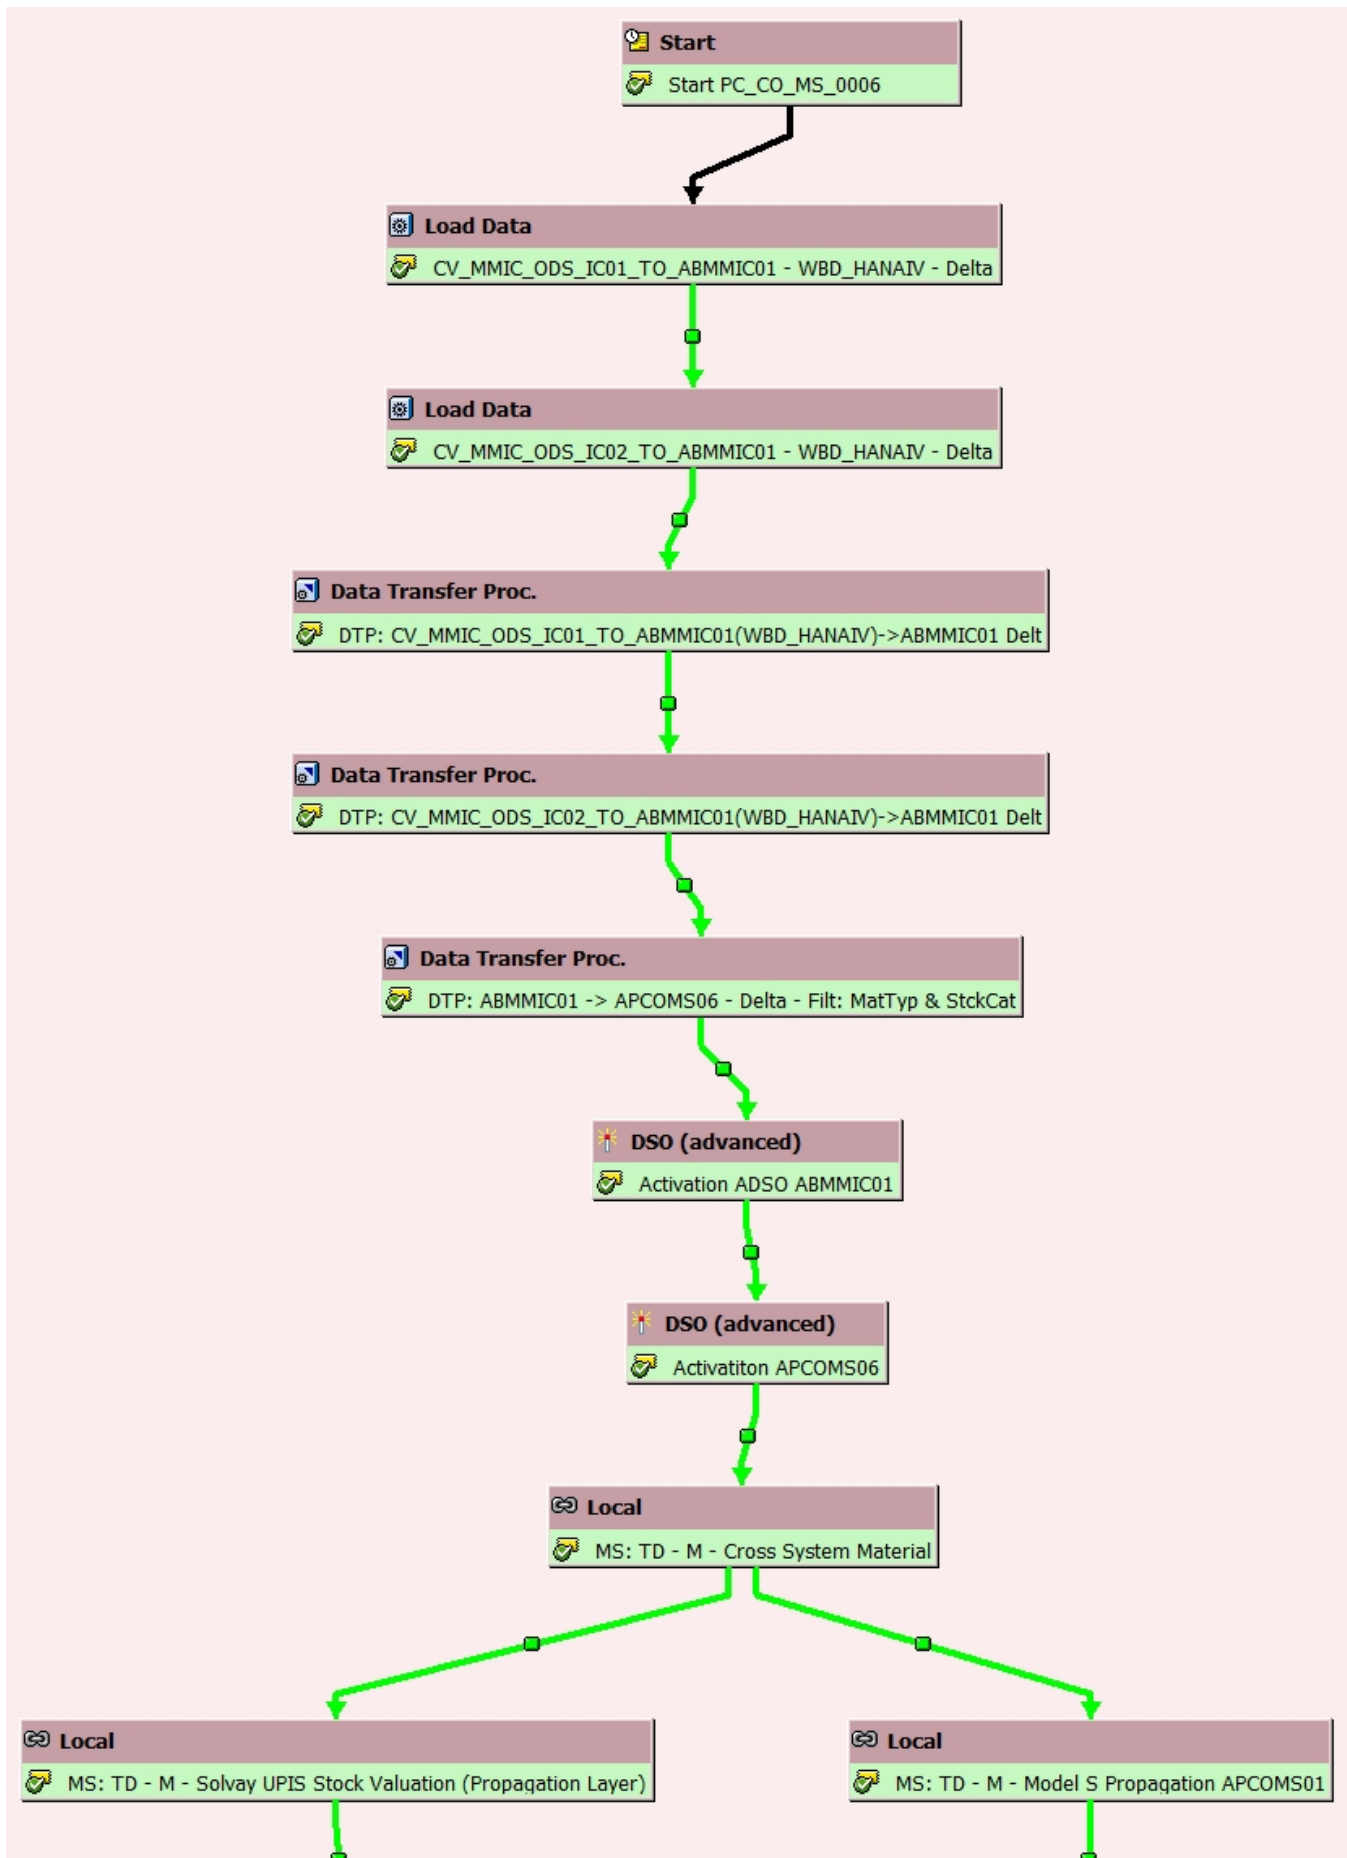 Start
Start PC_CO_MS_0006
Load Data
CV_MMIC_ODS_IC01_TO_ABMMIC01 - WBD_HANAIV - Delta
Load Data
CV_MMIC_ODS_IC02_TO_ABMMIC01 - WBD_HANAIV - Delta
Data Transfer Proc.
DTP: CV_MMIC_ODS_IC01_TO_ABMMIC01(WBD_HANAIV)->ABMMIC01 Delt
Data Transfer Proc.
DTP: CV_MMIC_ODS_IC02_TO_ABMMIC01(WBD_HANAIV)->ABMMIC01 Delt
Data Transfer Proc.
DTP: ABMMIC01 -> APCOMS06 - Delta - Filt: MatTyp & StckCat
DSO (advanced)
Activation ADSO ABMMIC01
DSO (advanced)
Activatiton APCOMS06
Local
MS: TD - M - Cross System Material
Local
MS: TD - M - Solvay UPIS Stock Valuation (Propagation Layer)
Local
MS: TD - M - Model S Propagation APCOMS01